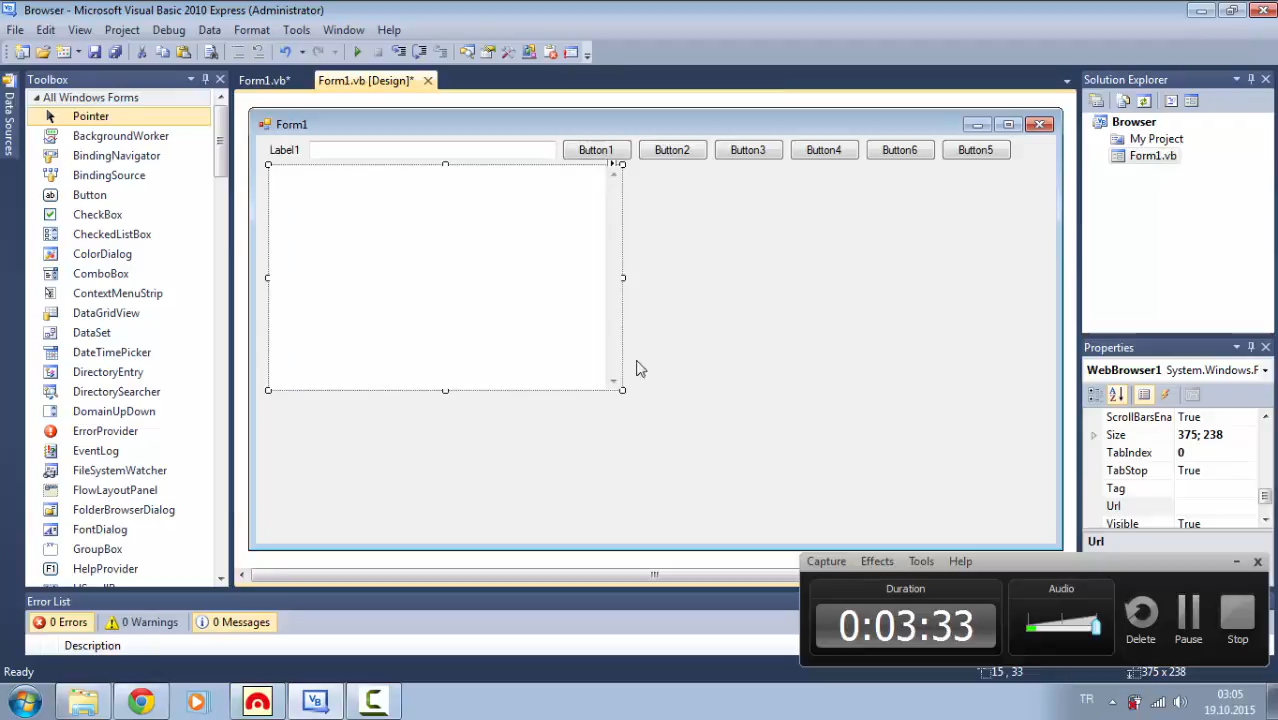 Browser - Microsoft Visual Basic 2010 Express (Administrator)
File Edit View Project Debug Data Format Tools Window Help
Toolbox
Form1.vb*
Form1.vb [Design]*
Solution Explorer
Data Sources
All Windows Forms
Pointer
BackgroundWorker
BindingNavigator
BindingSource
Button
CheckBox
CheckedListBox
ColorDialog
ComboBox
ContextMenuStrip
DataGridView
DataSet
DateTimePicker
DirectoryEntry
DirectorySearcher
DomainUpDown
ErrorProvider
EventLog
FileSystemWatcher
FlowLayoutPanel
FolderBrowserDialog
FontDialog
GroupBox
HelpProvider
Form1
Label1
Button1
Button2
Button3
Button4
Button6
Button5
Browser
My Project
Form1.vb
Properties
WebBrowser1 System.Windows.F
ScrollBarsEna True
Size 375; 238
TabIndex 0
TabStop True
Tag
Url
Visible True
Url
Capture Effects Tools Help
Duration
0:03:33
Audio
Delete
Pause
Stop
Error List
0 Errors
0 Warnings
0 Messages
Description
Ready
15 , 33
375 x 238
TR
03:05
19.10.2015